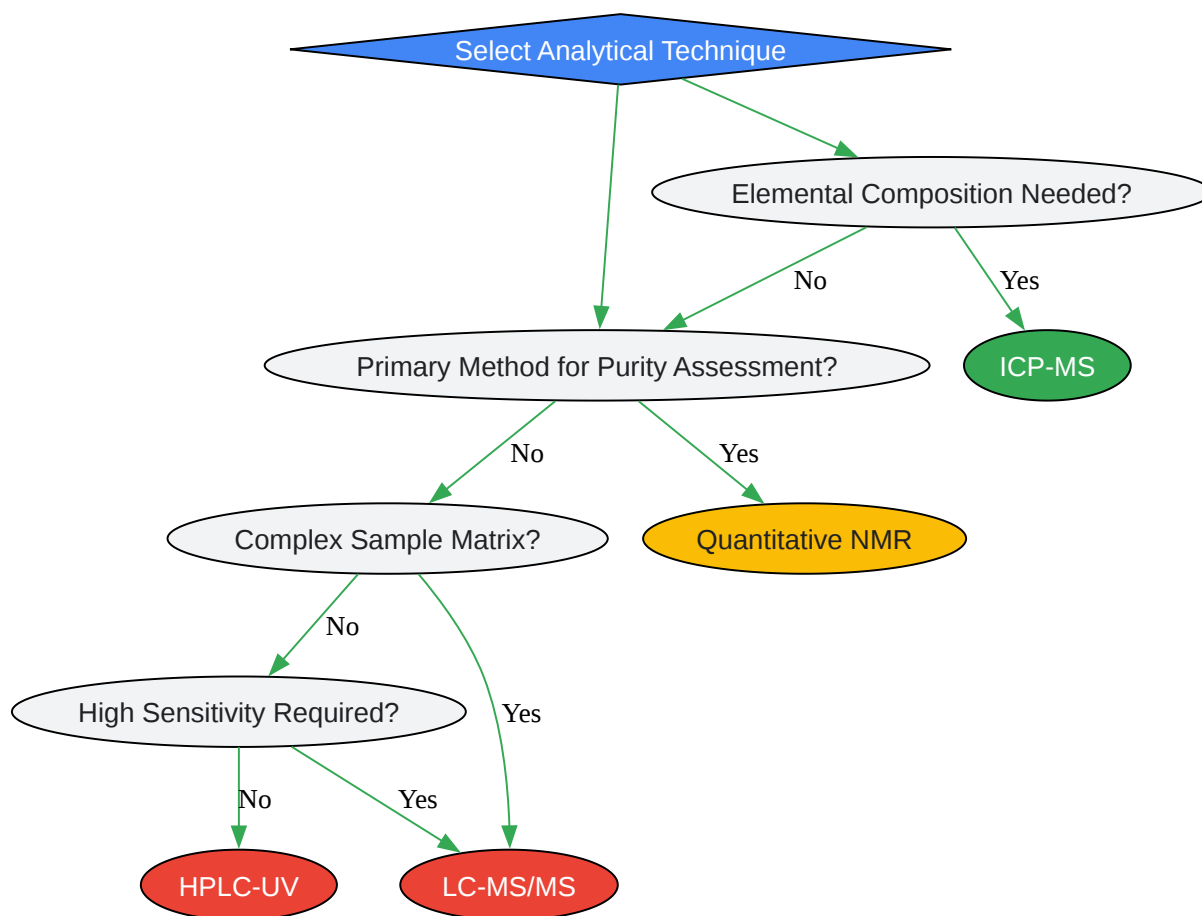 Select Analytical Technique
Elemental Composition Needed?
No
Yes
Primary Method for Purity Assessment?
ICP-MS
No
Yes
Complex Sample Matrix?
Quantitative NMR
No
High Sensitivity Required?
Yes
No
Yes
HPLC-UV
LC-MS/MS